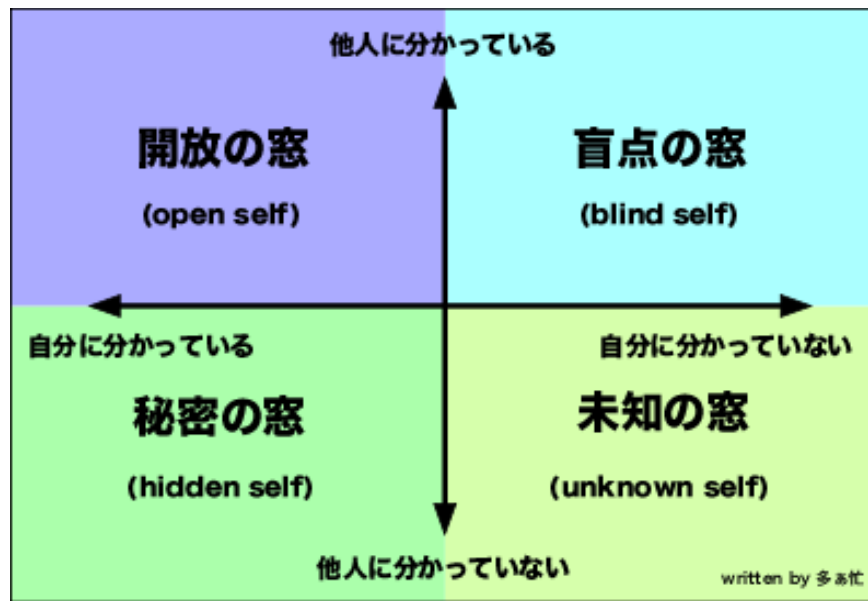 他人に分かっている
開放の窓
(open self)
盲点の窓
(blind self)
自分に分かっている
自分に分かっていない
秘密の窓
(hidden self)
未知の窓
(unknown self)
他人に分かっていない
written by 多ぁ忙